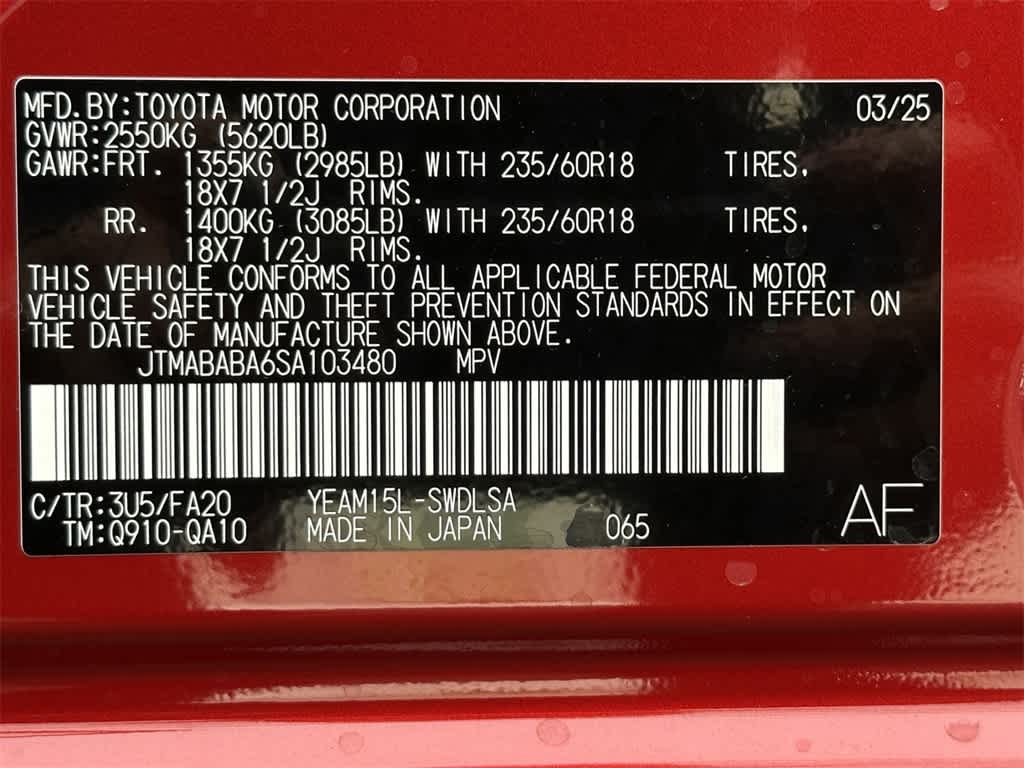 MFD.BY:TOYOTA MOTOR CORPORATION 03/25
GVWR:2550KG (5620LB)
GAWR:FRT. 1355KG (2985LB) WITH 235/60R18 TIRES,
18X7 1/2J RIMS.
RR. 1400KG (3085LB) WITH 235/60R18 TIRES,
18X7 1/2J RIMS.
THIS VEHICLE CONFORMS TO ALL APPLICABLE FEDERAL MOTOR
VEHICLE SAFETY AND THEFT PREVENTION STANDARDS IN EFFECT ON
THE DATE OF MANUFACTURE SHOWN ABOVE.
JTMABABA6SA103480 MPV
C/TR:3U5/FA20 YEAM15L-SWDLSA
TM:Q910-QA10 MADE IN JAPAN 065 AF